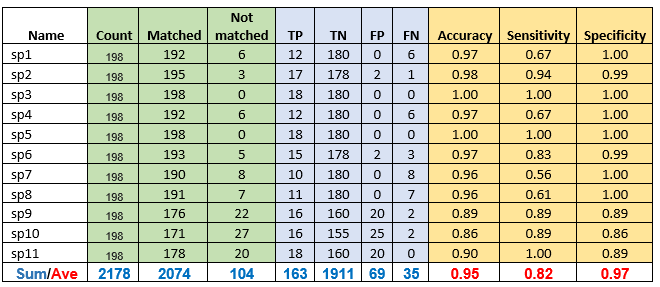 Name Count Matched Not matched TP TN FP FN Accuracy Sensitivity Specificity
sp1 198 192 6 12 180 0 6 0.97 0.67 1.00
sp2 198 195 3 17 178 2 1 0.98 0.94 0.99
sp3 198 198 0 18 180 0 0 1.00 1.00 1.00
sp4 198 192 6 12 180 0 6 0.97 0.67 1.00
sp5 198 198 0 18 180 0 0 1.00 1.00 1.00
sp6 198 193 5 15 178 2 3 0.97 0.83 0.99
sp7 198 190 8 10 180 0 8 0.96 0.56 1.00
sp8 198 191 7 11 180 0 7 0.96 0.61 1.00
sp9 198 176 22 16 160 20 2 0.89 0.89 0.89
sp10 198 171 27 16 155 25 2 0.86 0.89 0.86
sp11 198 178 20 18 160 20 0 0.90 1.00 0.89
Sum/Ave 2178 2074 104 163 1911 69 35 0.95 0.82 0.97